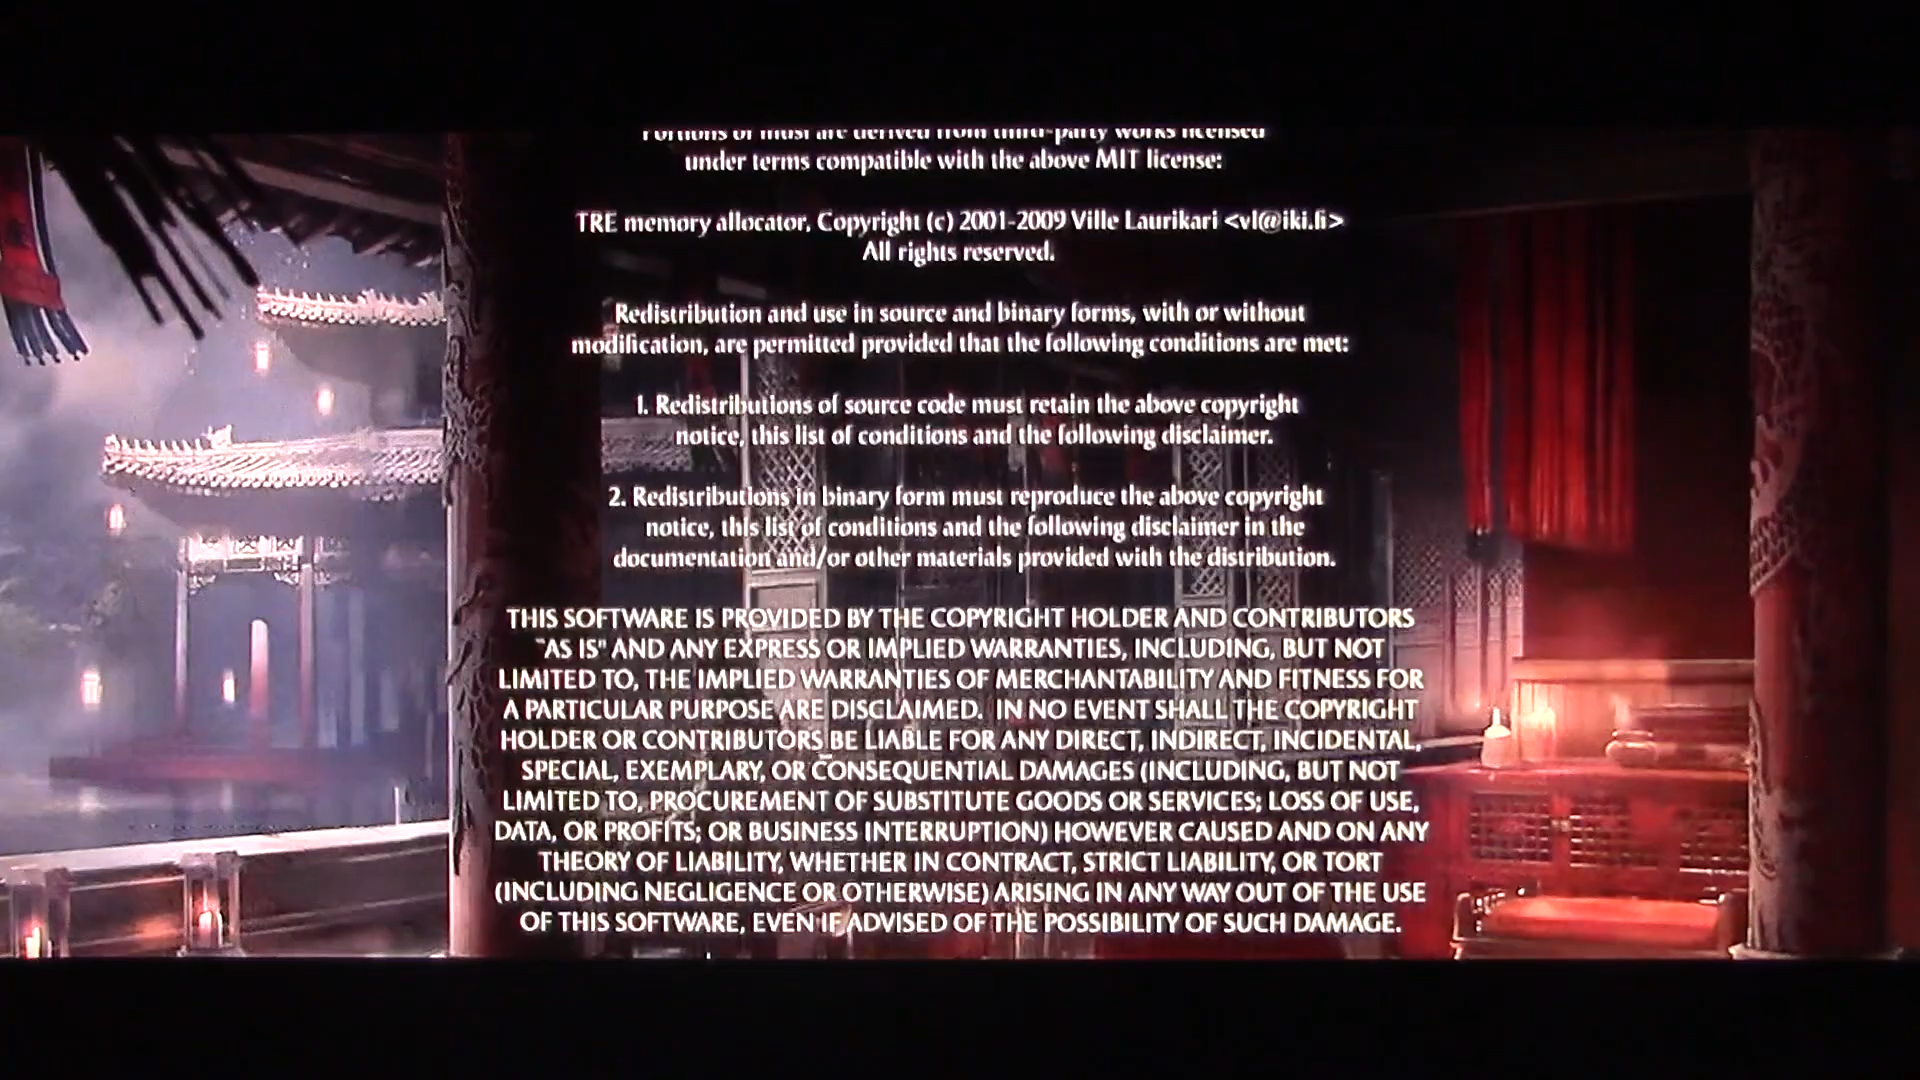 Portions of musl are derived from third-party works licensed
under terms compatible with the above MIT license:
TRE memory allocator, Copyright (c) 2001-2009 Ville Laurikari <vl@iki.fi>
All rights reserved.
Redistribution and use in source and binary forms, with or without
modification, are permitted provided that the following conditions are met:
1. Redistributions of source code must retain the above copyright
notice, this list of conditions and the following disclaimer.
2. Redistributions in binary form must reproduce the above copyright
notice, this list of conditions and the following disclaimer in the
documentation and/or other materials provided with the distribution.
THIS SOFTWARE IS PROVIDED BY THE COPYRIGHT HOLDER AND CONTRIBUTORS
``AS IS'' AND ANY EXPRESS OR IMPLIED WARRANTIES, INCLUDING, BUT NOT
LIMITED TO, THE IMPLIED WARRANTIES OF MERCHANTABILITY AND FITNESS FOR
A PARTICULAR PURPOSE ARE DISCLAIMED.  IN NO EVENT SHALL THE COPYRIGHT
HOLDER OR CONTRIBUTORS BE LIABLE FOR ANY DIRECT, INDIRECT, INCIDENTAL,
SPECIAL, EXEMPLARY, OR CONSEQUENTIAL DAMAGES (INCLUDING, BUT NOT
LIMITED TO, PROCUREMENT OF SUBSTITUTE GOODS OR SERVICES; LOSS OF USE,
DATA, OR PROFITS; OR BUSINESS INTERRUPTION) HOWEVER CAUSED AND ON ANY
THEORY OF LIABILITY, WHETHER IN CONTRACT, STRICT LIABILITY, OR TORT
(INCLUDING NEGLIGENCE OR OTHERWISE) ARISING IN ANY WAY OUT OF THE USE
OF THIS SOFTWARE, EVEN IF ADVISED OF THE POSSIBILITY OF SUCH DAMAGE.